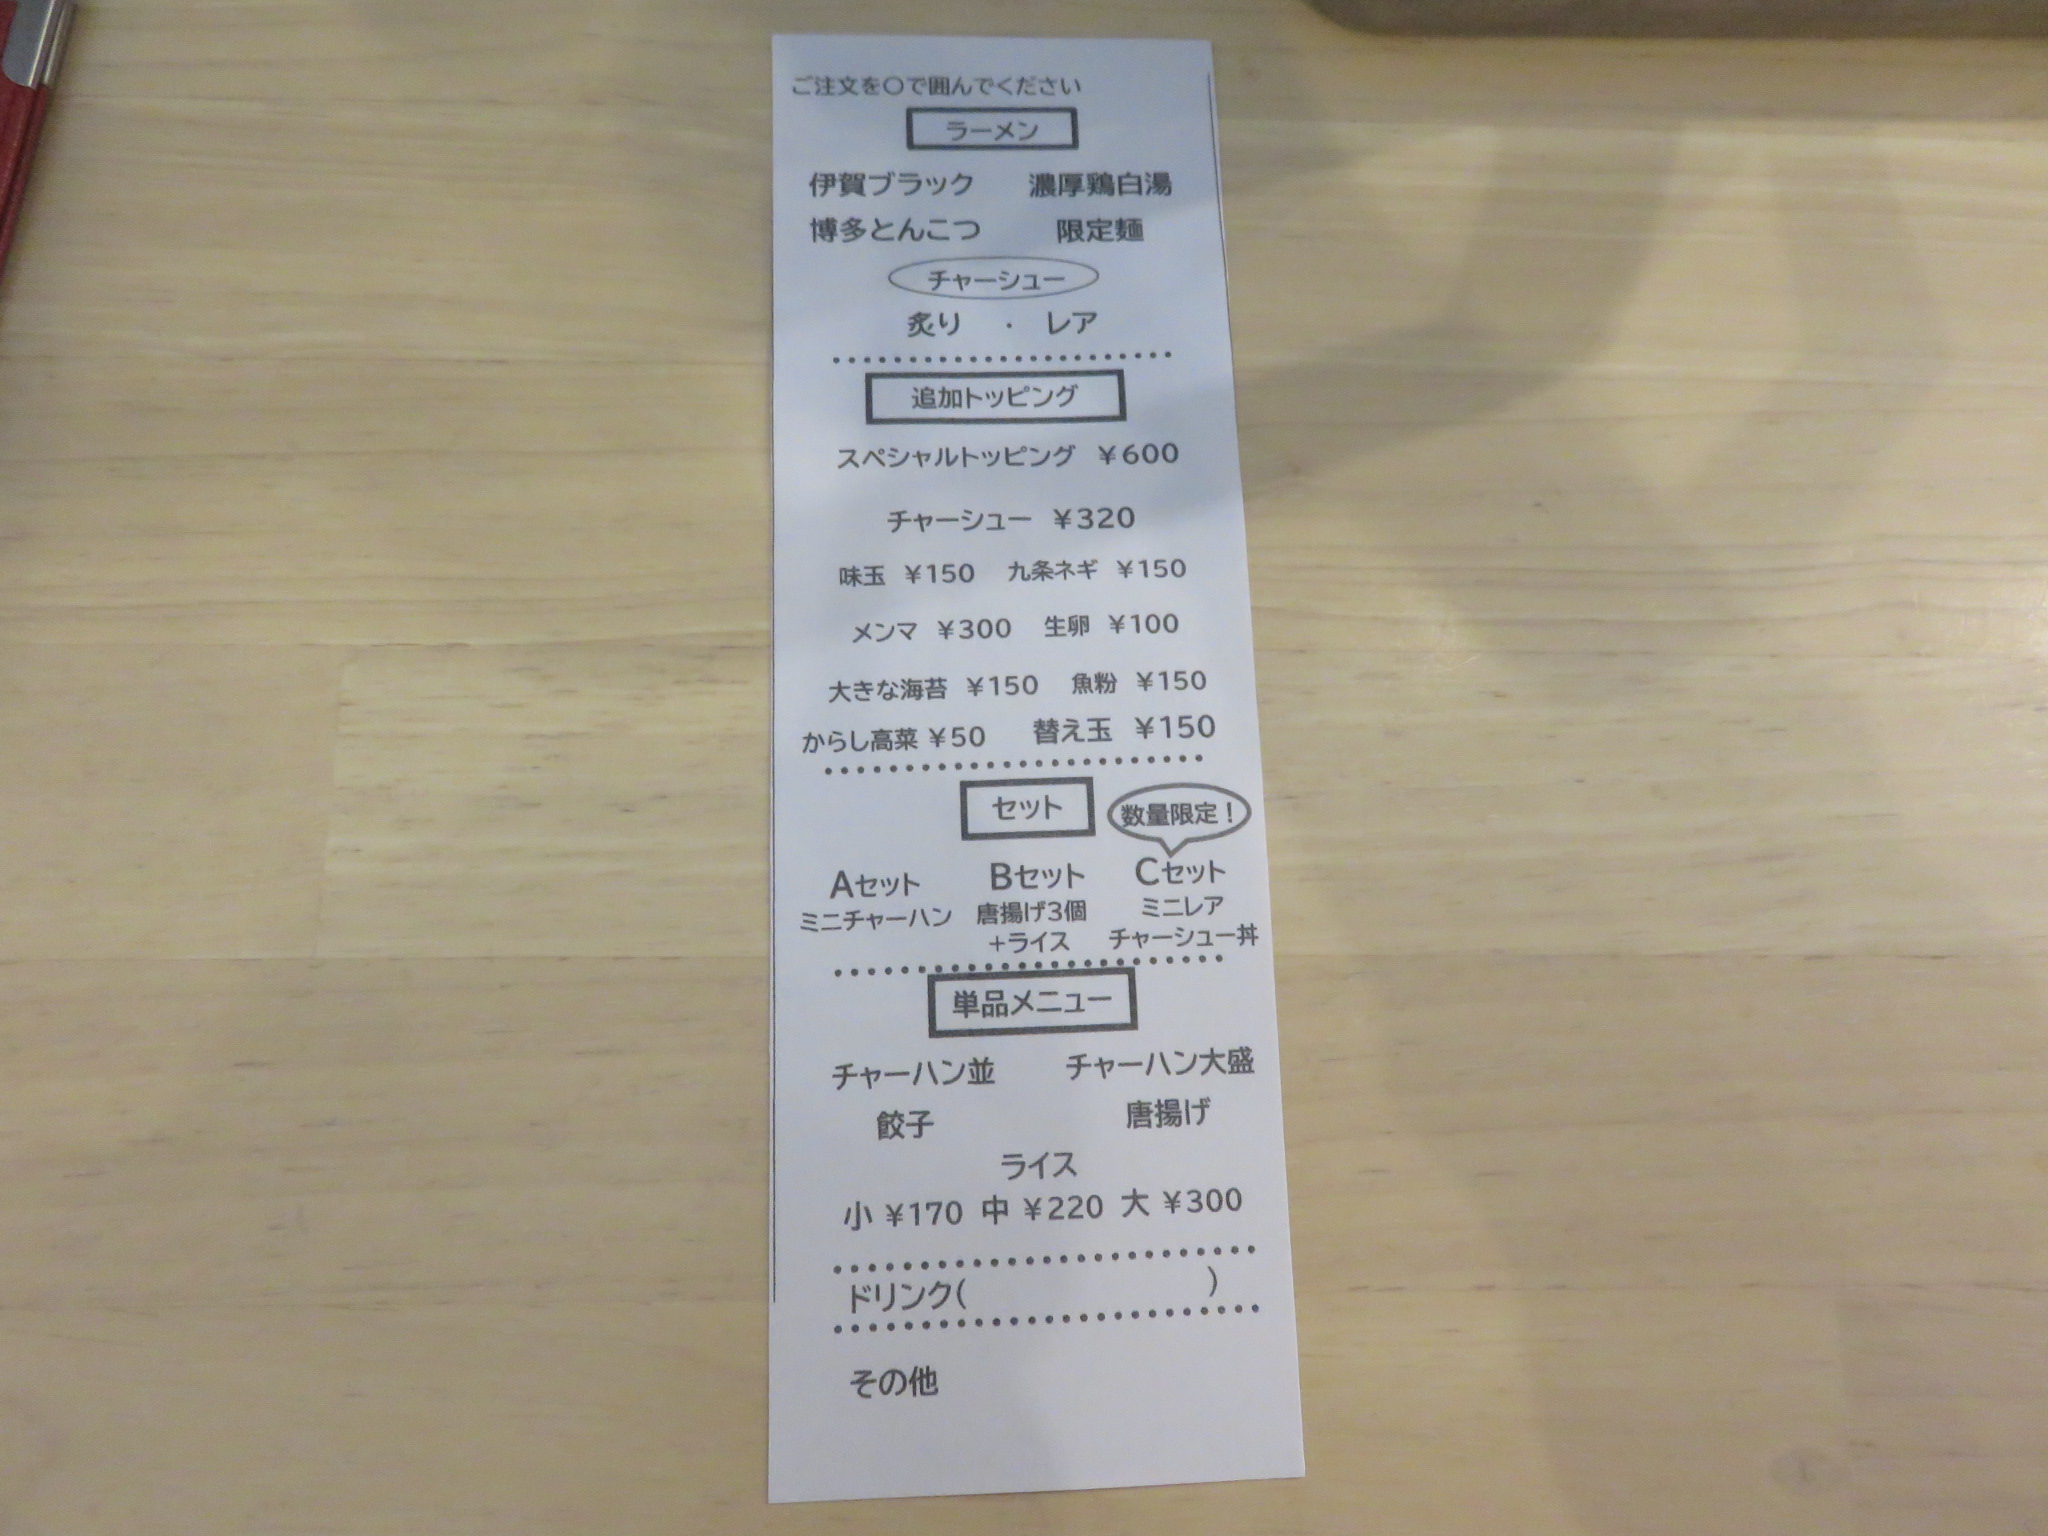 ご注文を〇で囲んでください
ラーメン
伊賀ブラック　濃厚鶏白湯
博多とんこつ　限定麺
チャーシュー
炙り ・ レア
追加トッピング
スペシャルトッピング ￥600
チャーシュー ￥320
味玉 ￥150　九条ネギ ￥150
メンマ ￥300　生卵 ￥100
大きな海苔 ￥150　魚粉 ￥150
からし高菜 ￥50　替え玉 ￥150
セット　数量限定！
Aセット　Bセット　Cセット
ミニチャーハン　唐揚げ3個　ミニレア
+ライス　チャーシュー丼
単品メニュー
チャーハン並　チャーハン大盛
餃子　唐揚げ
ライス
小 ￥170 中 ￥220 大 ￥300
ドリンク(　　　　　)
その他